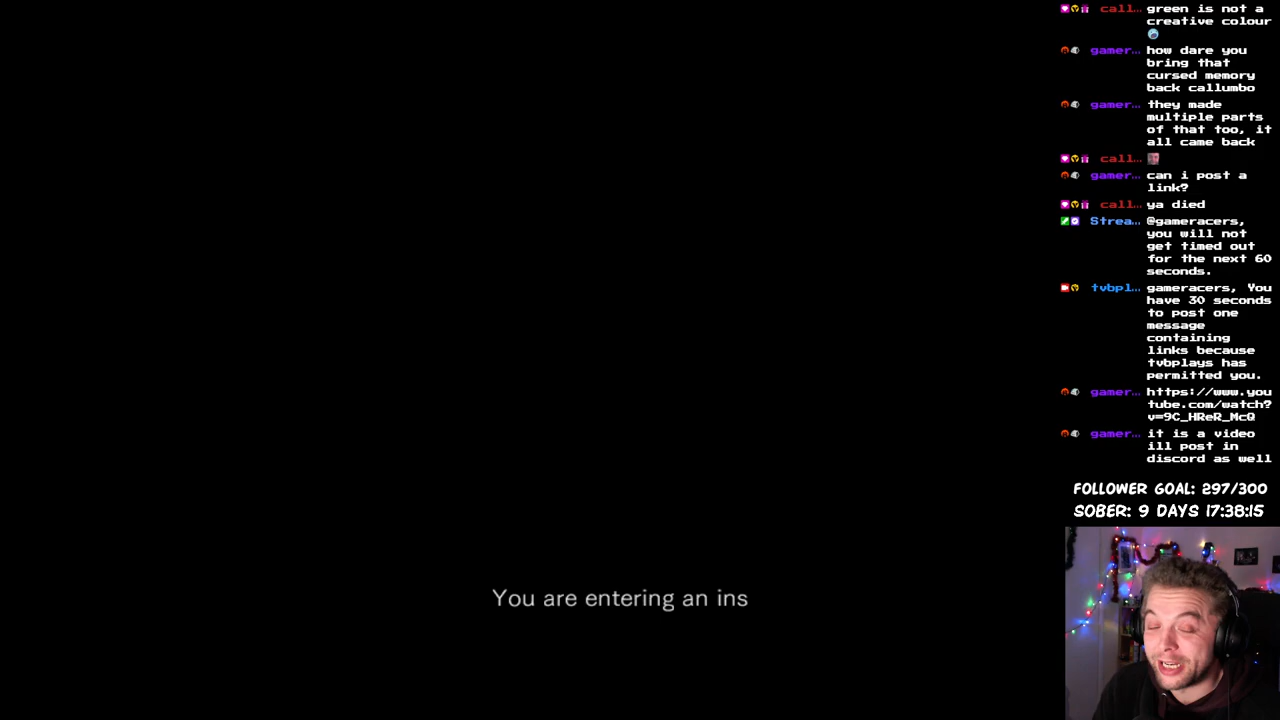 call... green is not a
creative colour
gamer... how dare you
bring that
cursed memory
back callumbo
gamer... they made
multiple parts
of that too, it
all came back
call...
gamer... can i post a
link?
call... ya died
Strea... @gameracers,
you will not
get timed out
for the next 60
seconds.
tvbpl... gameracers, You
have 30 seconds
to post one
message
containing
links because
tvbplays has
permitted you.
gamer... https://www.you
tube.com/watch?
v=9C_HReR_McQ
gamer... it is a video
ill post in
discord as well
FOLLOWER GOAL: 297/300
SOBER: 9 DAYS 17:38:15
You are entering an ins